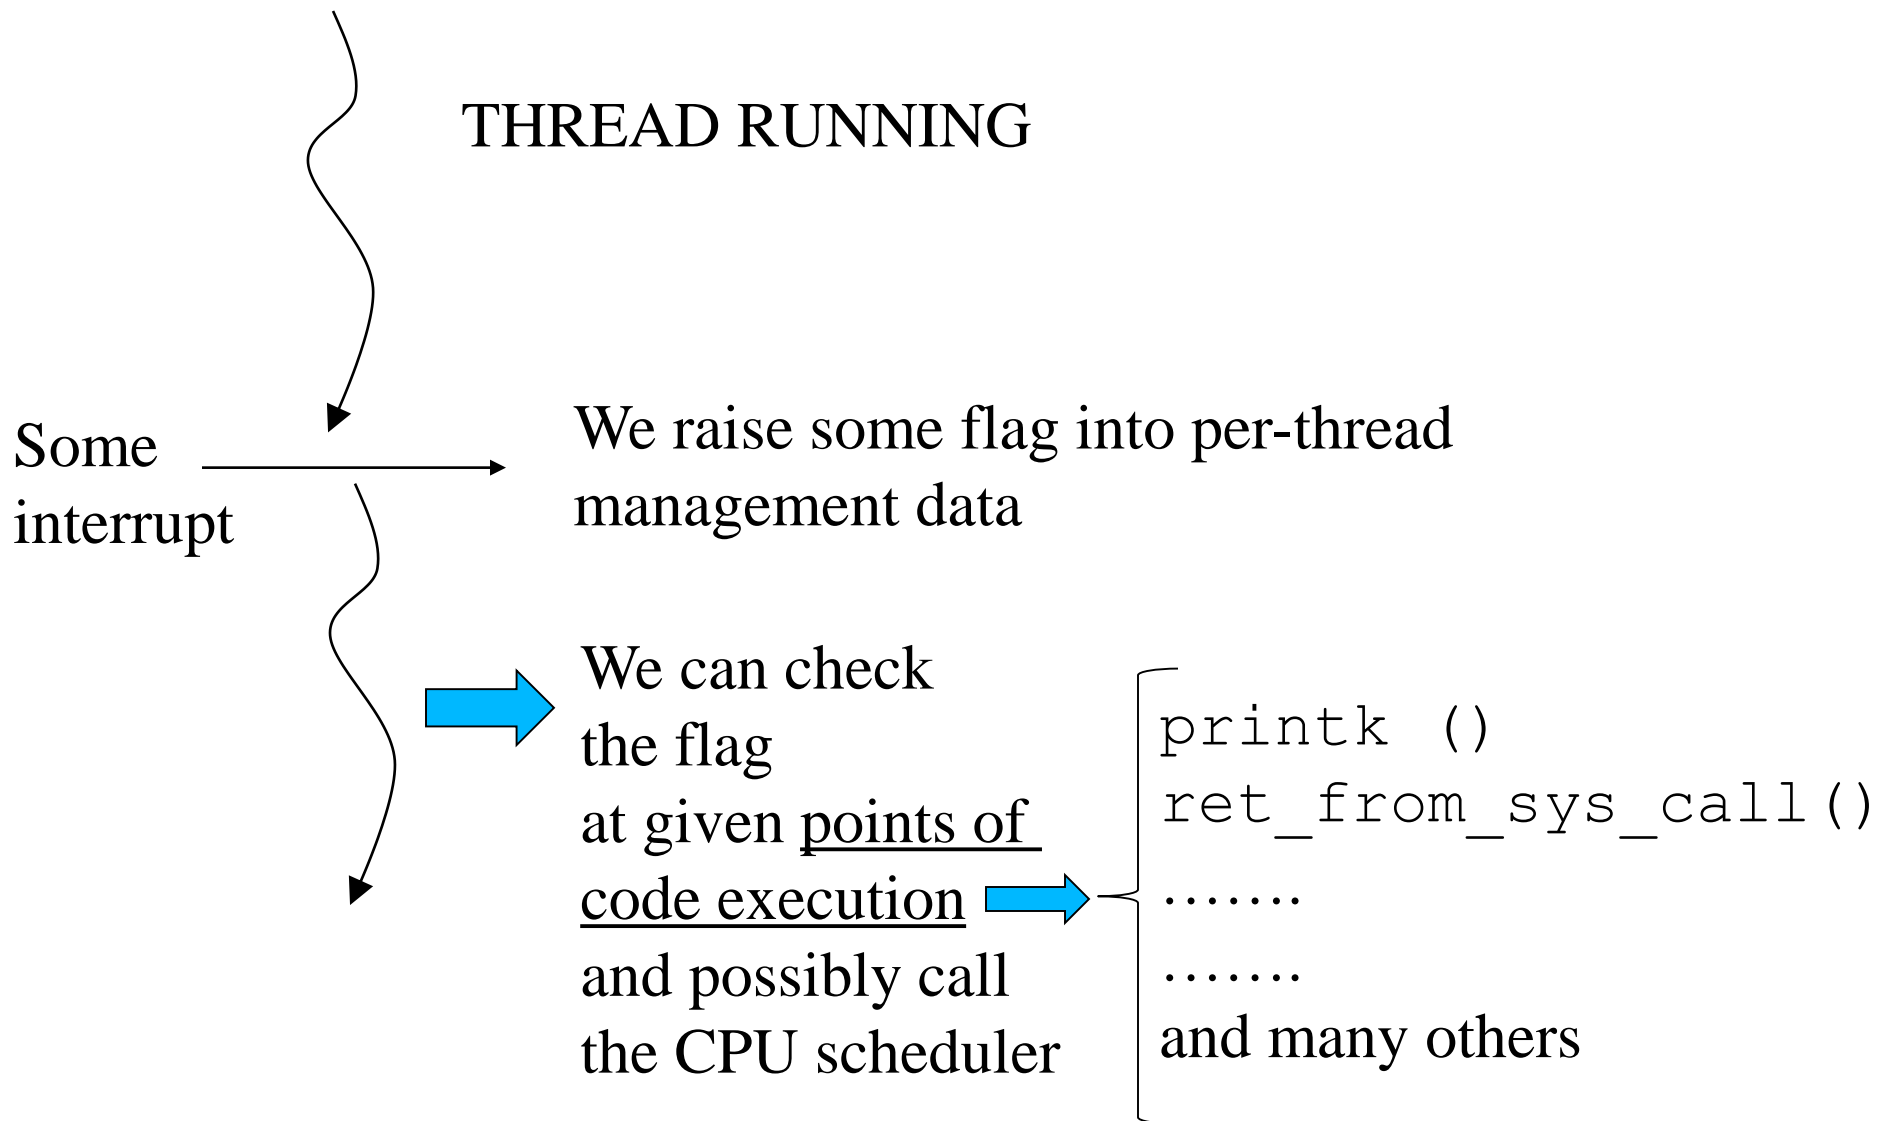 THREAD RUNNING
Some
interrupt
We raise some flag into per-thread
management data
We can check
the flag
at given points of
code execution
and possibly call
the CPU scheduler
printk ()
ret_from_sys_call()
…….
…….
and many others